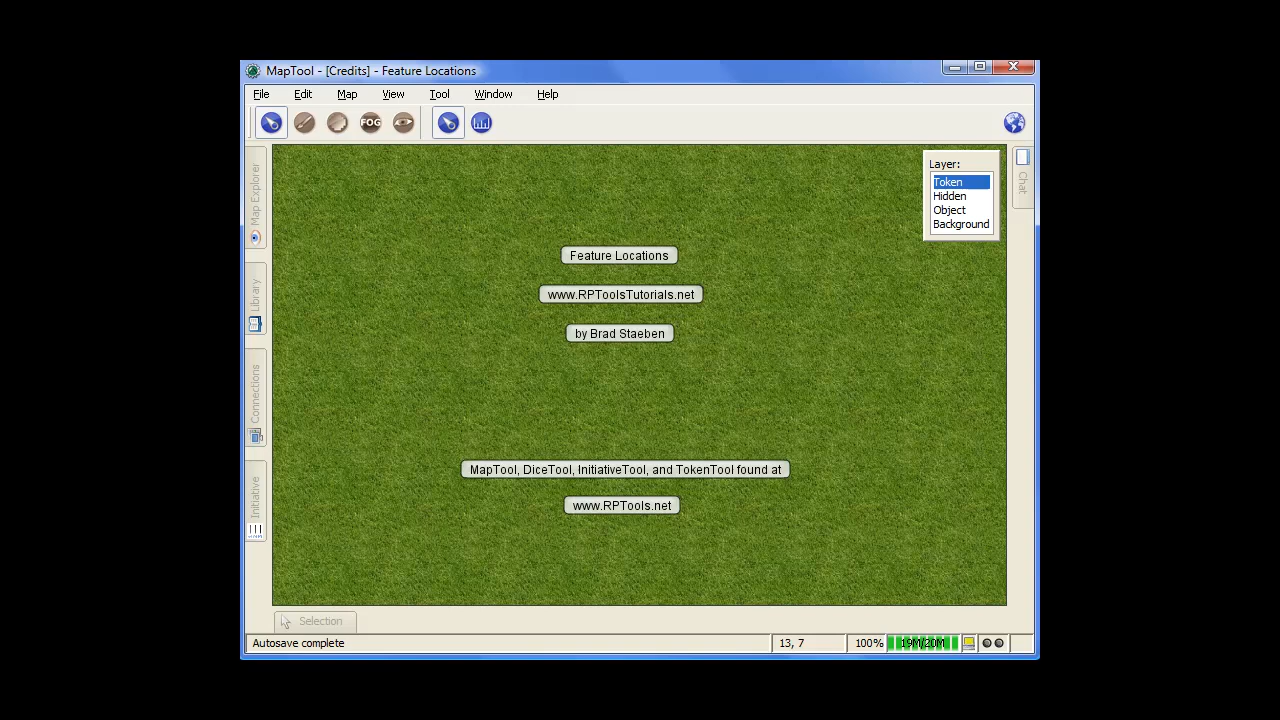 MapTool - [Credits] - Feature Locations
File Edit Map View Tool Window Help
FOG
Map Explorer
Library
Connections
Initiative
Chat
Layer:
Token
Hidden
Object
Background
Feature Locations
www.RPToolsTutorials.net
by Brad Staeben
MapTool, DiceTool, InitiativeTool, and TokenTool found at
www.RPTools.net
Selection
Autosave complete 13, 7 100% 19M/20M